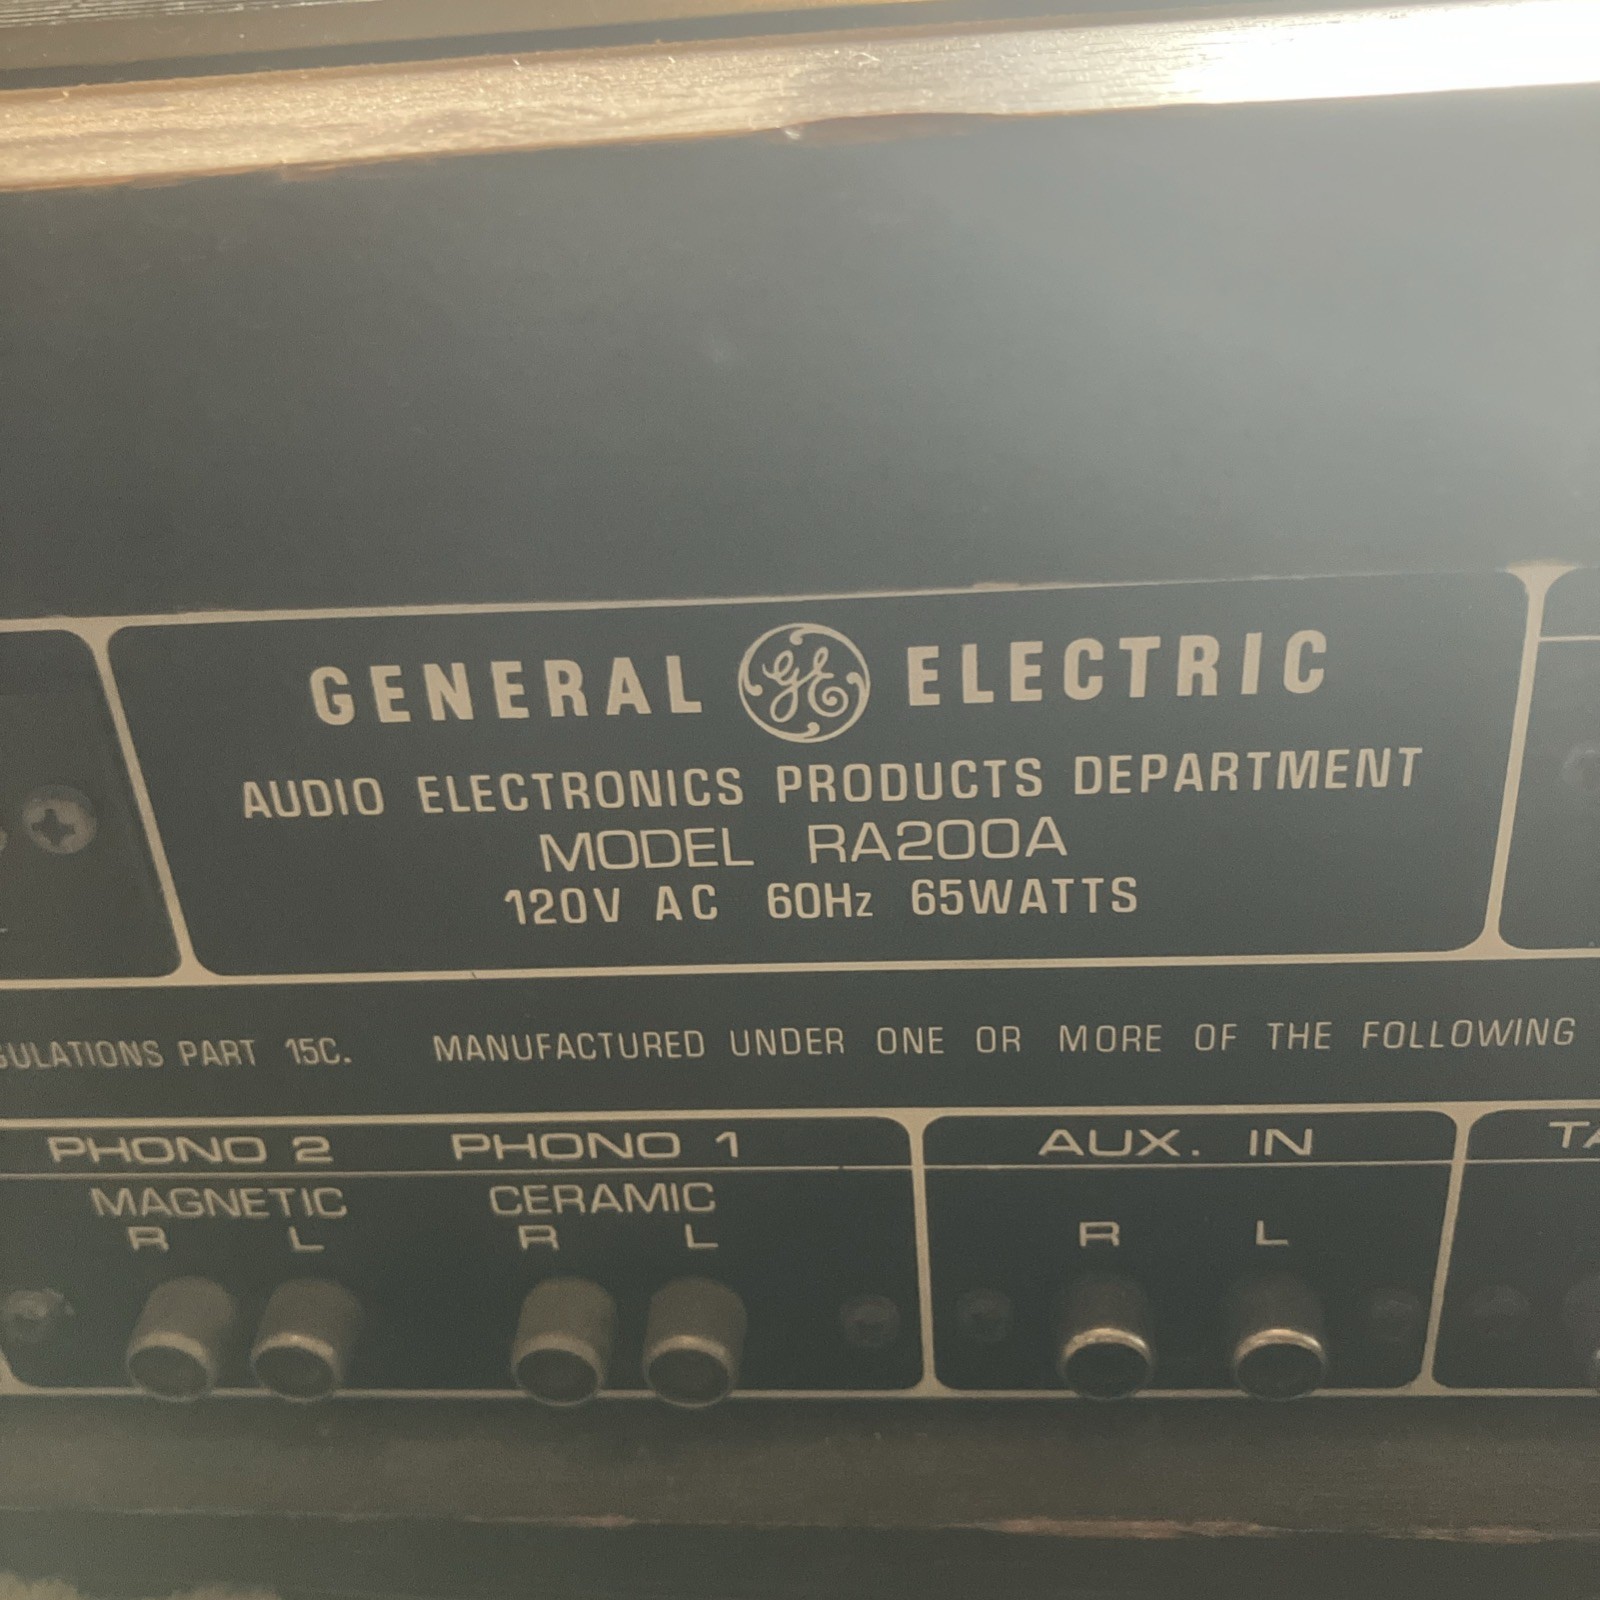 GENERAL GE ELECTRIC
AUDIO ELECTRONICS PRODUCTS DEPARTMENT
MODEL RA200A
120V AC 60Hz 65WATTS
PART 15C. MANUFACTURED UNDER ONE OR MORE OF THE FOLLOWING
PHONO 2 PHONO 1 AUX. IN
MAGNETIC CERAMIC
R L R L R L